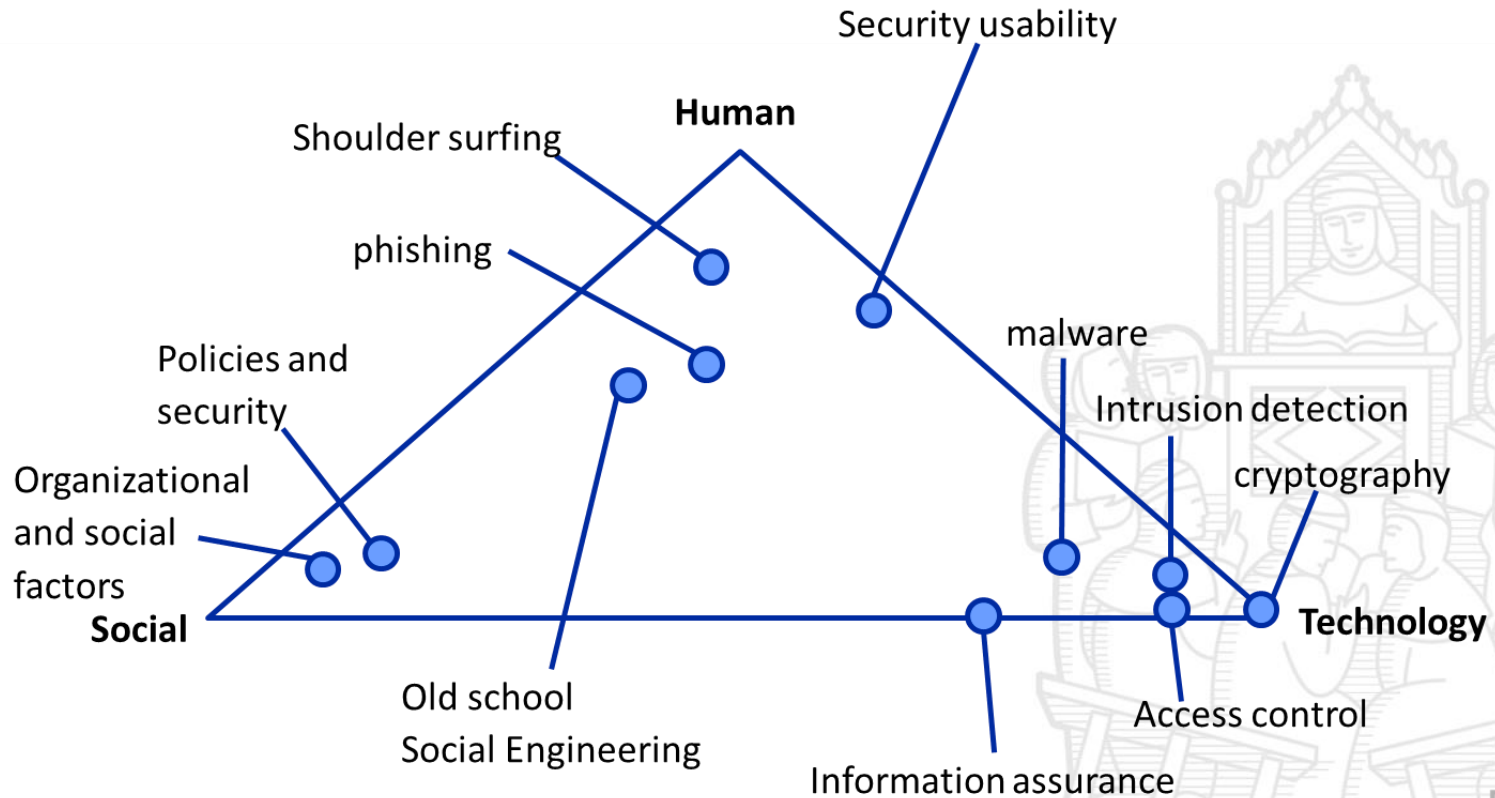 Security usability
Human
Shoulder surfing
phishing
malware
Policies and
security
Intrusion detection
cryptography
Organizational
and social
factors
Social
Technology
Old school
Social Engineering
Access control
Information assurance